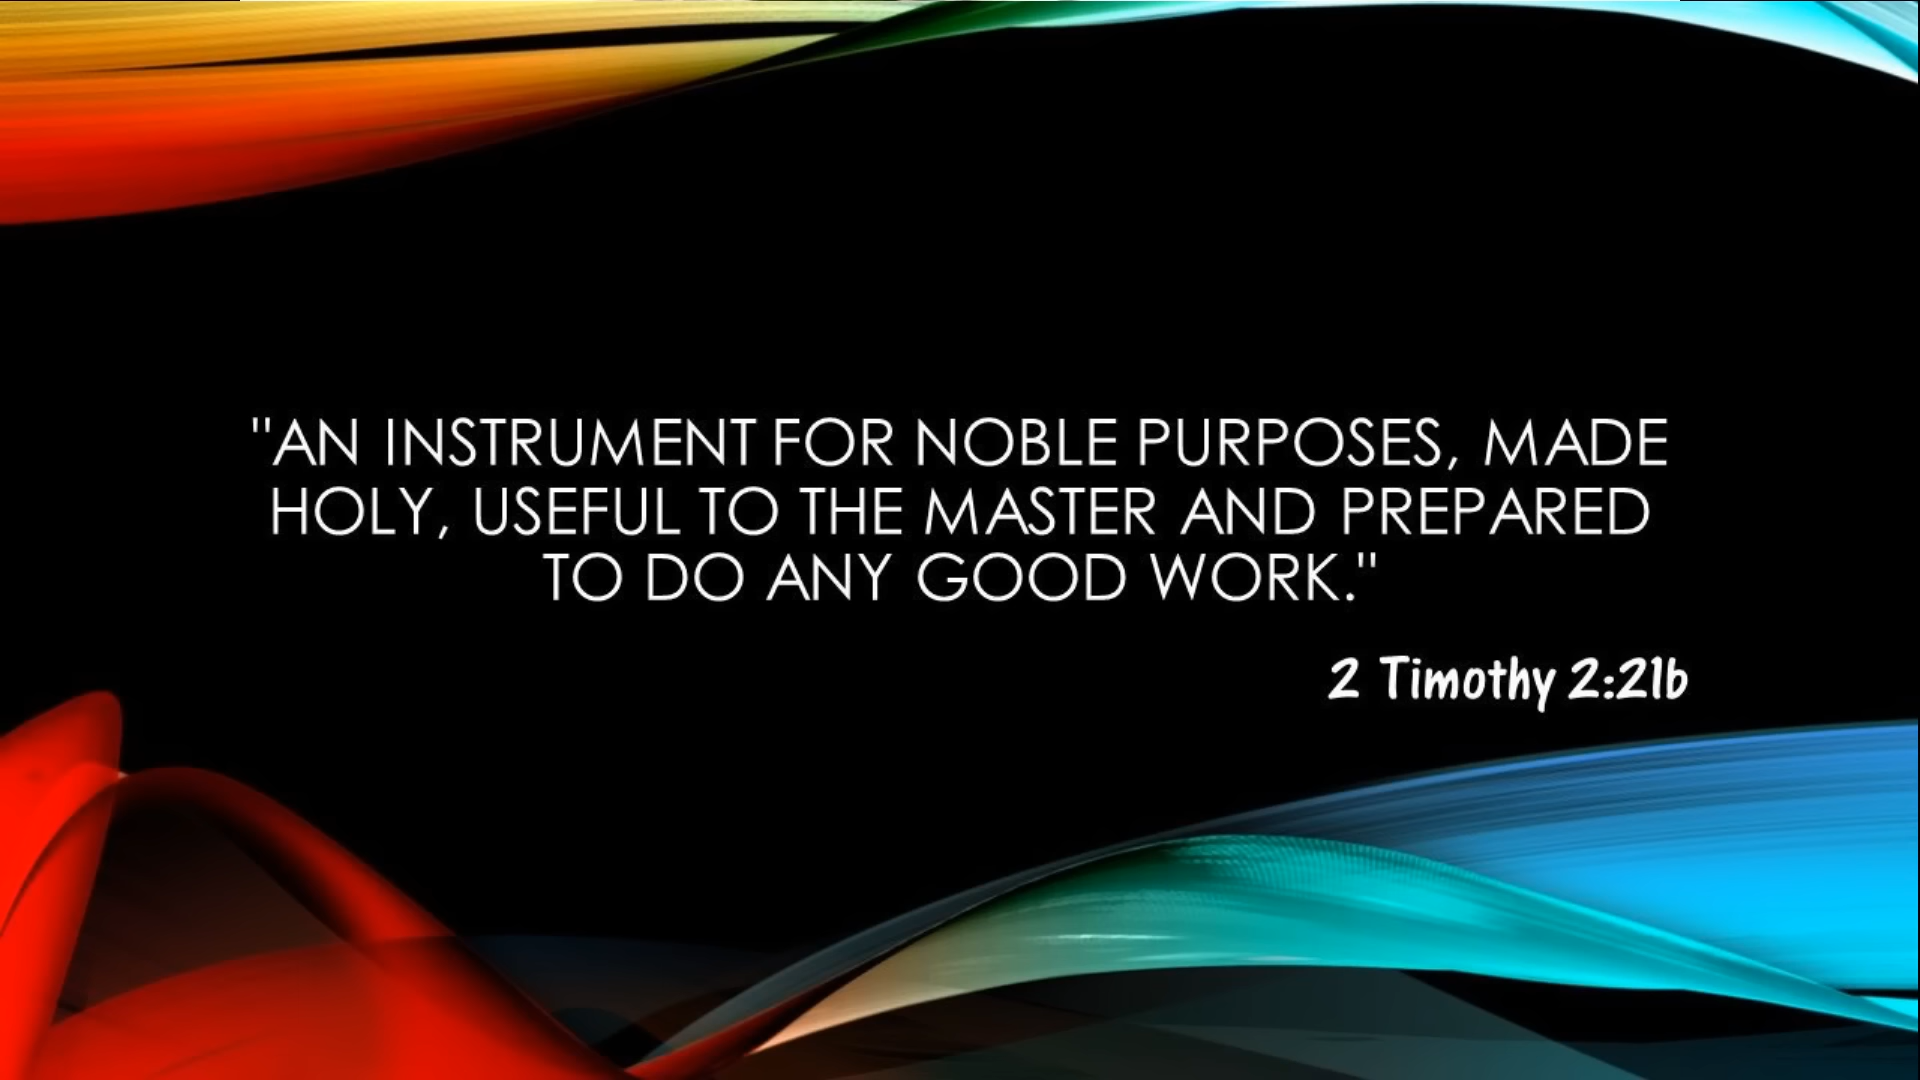 "AN INSTRUMENT FOR NOBLE PURPOSES, MADE
HOLY, USEFUL TO THE MASTER AND PREPARED
TO DO ANY GOOD WORK."
2 Timothy 2:21b